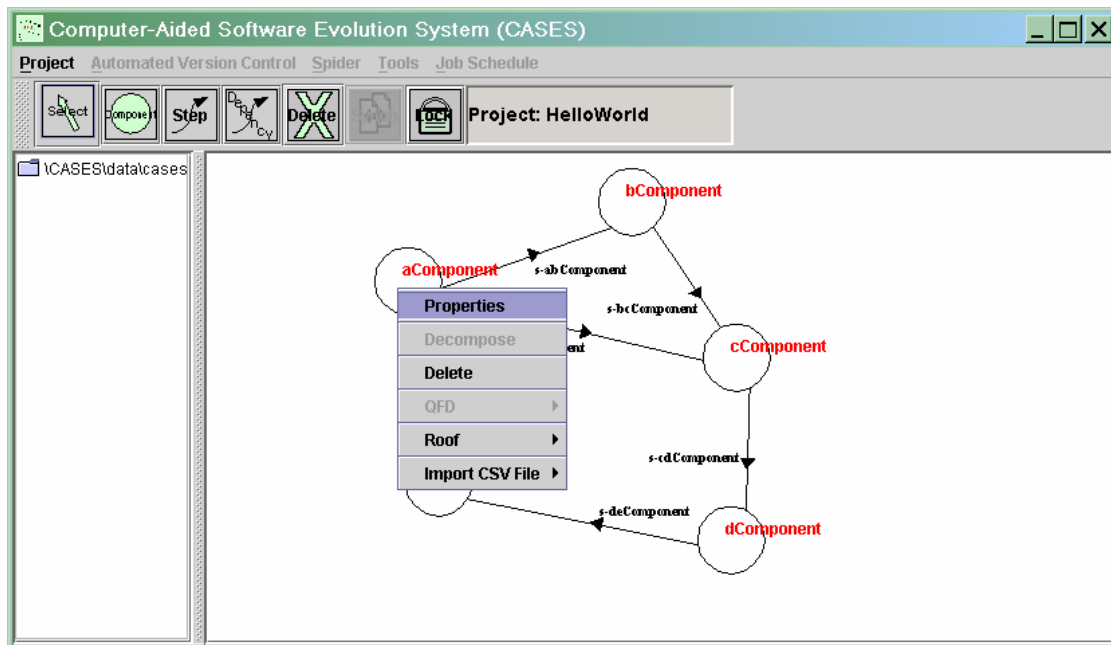 Computer-Aided Software Evolution System (CASES)
Project Automated Version Control Spider Tools Job Schedule
Select Component Step Depen cy Delete Lock Project: HelloWorld
\CASES\data\cases
bComponent
aComponent
s-abComponent
Properties
s-bcComponent
Decompose
ent
cComponent
Delete
QFD
Roof
s-cdComponent
Import CSV File
s-deComponent
dComponent